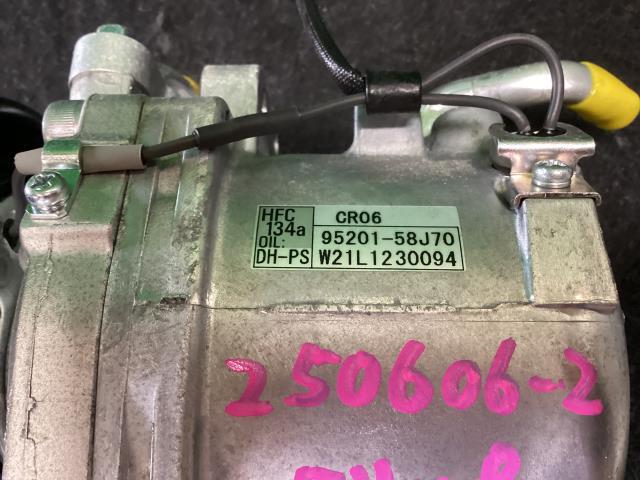 HFC
134a
OIL:
DH-PS
CR06
95201-58J70
W21L1230094
250606-2